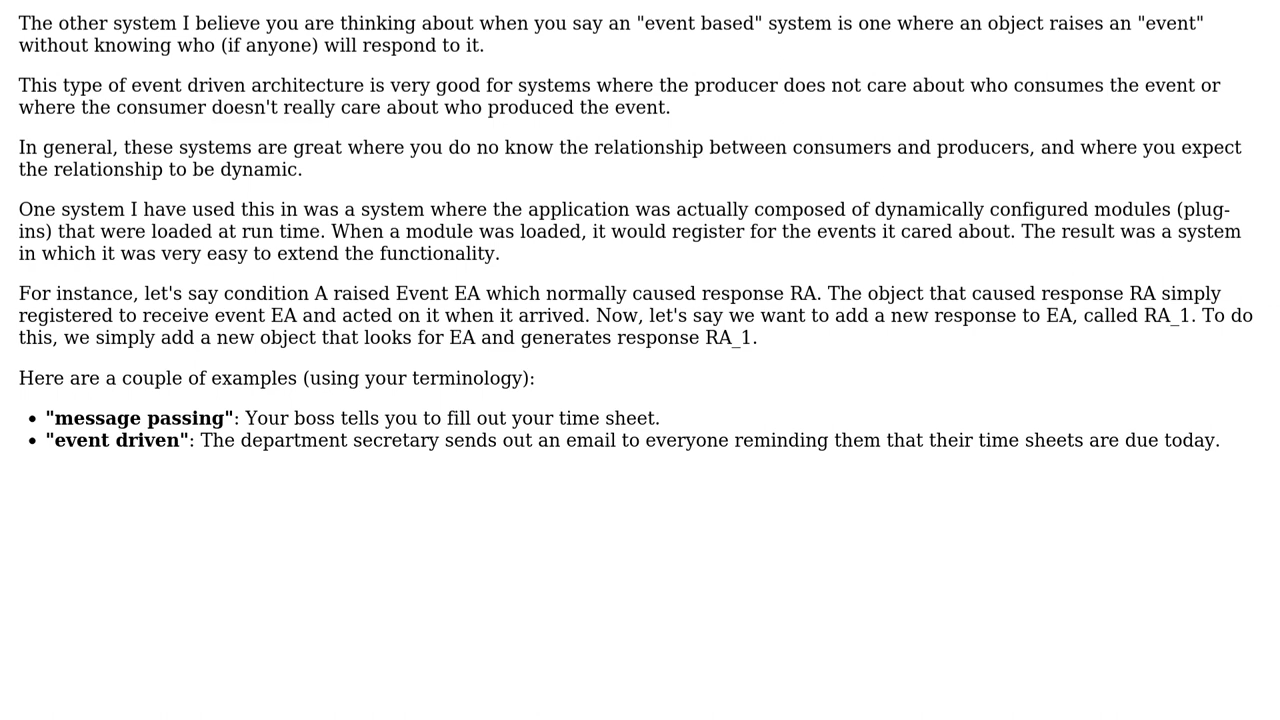 The other system I believe you are thinking about when you say an "event based" system is one where an object raises an "event"
without knowing who (if anyone) will respond to it.
This type of event driven architecture is very good for systems where the producer does not care about who consumes the event or
where the consumer doesn't really care about who produced the event.
In general, these systems are great where you do no know the relationship between consumers and producers, and where you expect
the relationship to be dynamic.
One system I have used this in was a system where the application was actually composed of dynamically configured modules (plug-
ins) that were loaded at run time. When a module was loaded, it would register for the events it cared about. The result was a system
in which it was very easy to extend the functionality.
For instance, let's say condition A raised Event EA which normally caused response RA. The object that caused response RA simply
registered to receive event EA and acted on it when it arrived. Now, let's say we want to add a new response to EA, called RA_1. To do
this, we simply add a new object that looks for EA and generates response RA_1.
Here are a couple of examples (using your terminology):
• "message passing": Your boss tells you to fill out your time sheet.
• "event driven": The department secretary sends out an email to everyone reminding them that their time sheets are due today.